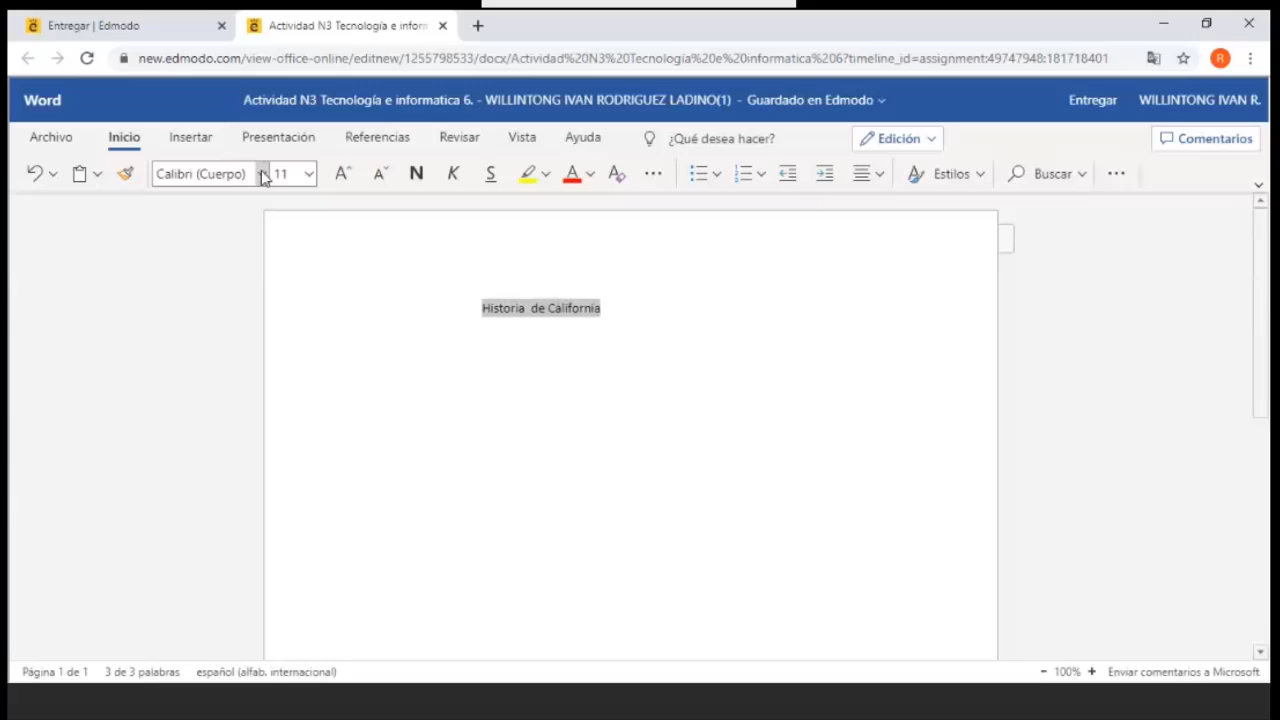 Entregar | Edmodo
Actividad N3 Tecnología e inform
new.edmodo.com/view-office-online/editnew/1255798533/docx/Actividad%20N3%20Tecnología%20e%20informatica%206?timeline_id=assignment:49747948:181718401
R
Word
Actividad N3 Tecnología e informatica 6. - WILLINTONG IVAN RODRIGUEZ LADINO(1) - Guardado en Edmodo
Entregar
WILLINTONG IVAN R.
Archivo
Inicio
Insertar
Presentación
Referencias
Revisar
Vista
Ayuda
¿Qué desea hacer?
Edición
Comentarios
Calibri (Cuerpo)
11
A
A
N
K
S
A
A
Estilos
Buscar
Historia  de California
Página 1 de 1
3 de 3 palabras
español (alfab. internacional)
- 100% +
Enviar comentarios a Microsoft